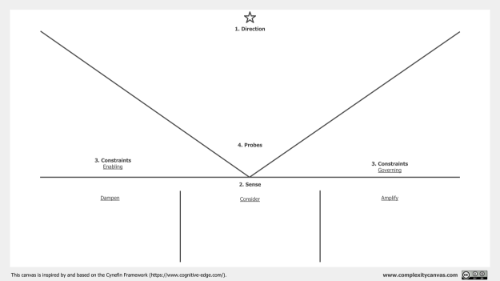 1. Direction
4. Probes
3. Constraints
Enabling
3. Constraints
Governing
2. Sense
Dampen
Consider
Amplify
This canvas is inspired by and based on the Cynefin Framework (https://www.cognitive-edge.com/).
www.complexitycanvas.com